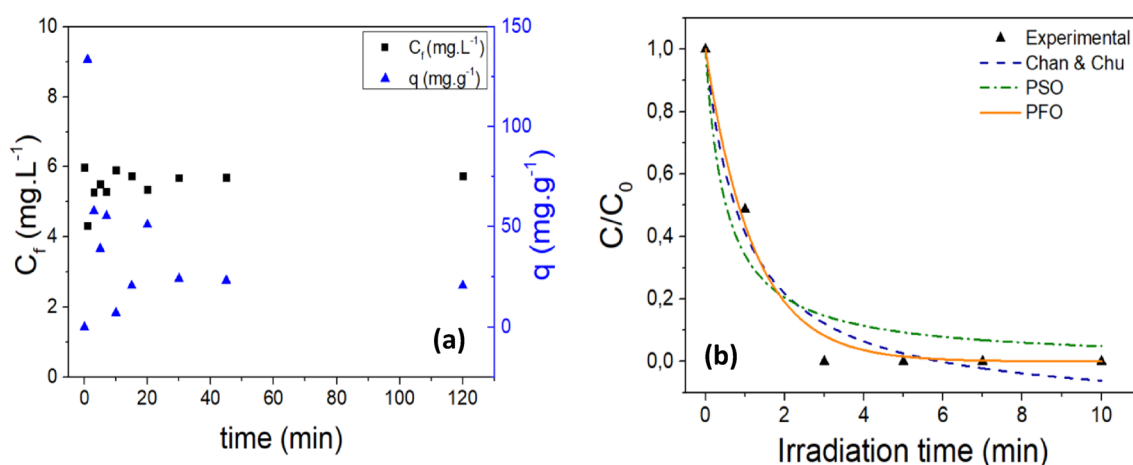 10
8
6
4
2
0
C_f (mg.L⁻¹)
150
100
50
0
q (mg.g⁻¹)
C_f (mg.L⁻¹)
q (mg.g⁻¹)
(a)
0 20 40 60 80 100 120
time (min)
1,0
0,8
0,6
0,4
0,2
0,0
C/C₀
Experimental
Chan & Chu
PSO
PFO
(b)
0 2 4 6 8 10
Irradiation time (min)